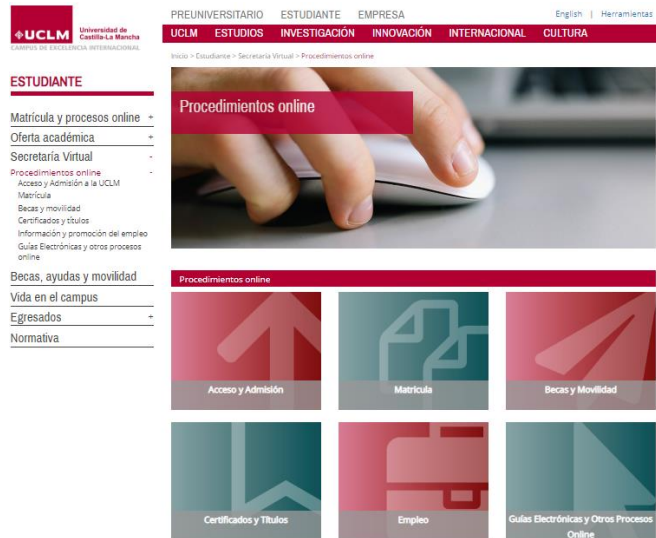 PREUNIVERSITARIO ESTUDIANTE EMPRESA
English | Herramientas
UCLM
Universidad de
Castilla-La Mancha
CAMPUS DE EXCELENCIA INTERNACIONAL
UCLM ESTUDIOS INVESTIGACIÓN INNOVACIÓN INTERNACIONAL CULTURA
Inicio > Estudiante > Secretaría Virtual > Procedimientos online
ESTUDIANTE
Matrícula y procesos online +
Oferta académica +
Secretaría Virtual -
Procedimientos online -
Acceso y Admisión a la UCLM
Matrícula
Becas y movilidad
Certificados y títulos
Información y promoción del empleo
Guías Electrónicas y otros procesos
online
Becas, ayudas y movilidad
Vida en el campus
Egresados +
Normativa
Procedimientos online
Procedimientos online
Acceso y Admisión
Matrícula
Becas y Movilidad
Certificados y Títulos
Empleo
Guías Electrónicas y Otros Procesos
Online